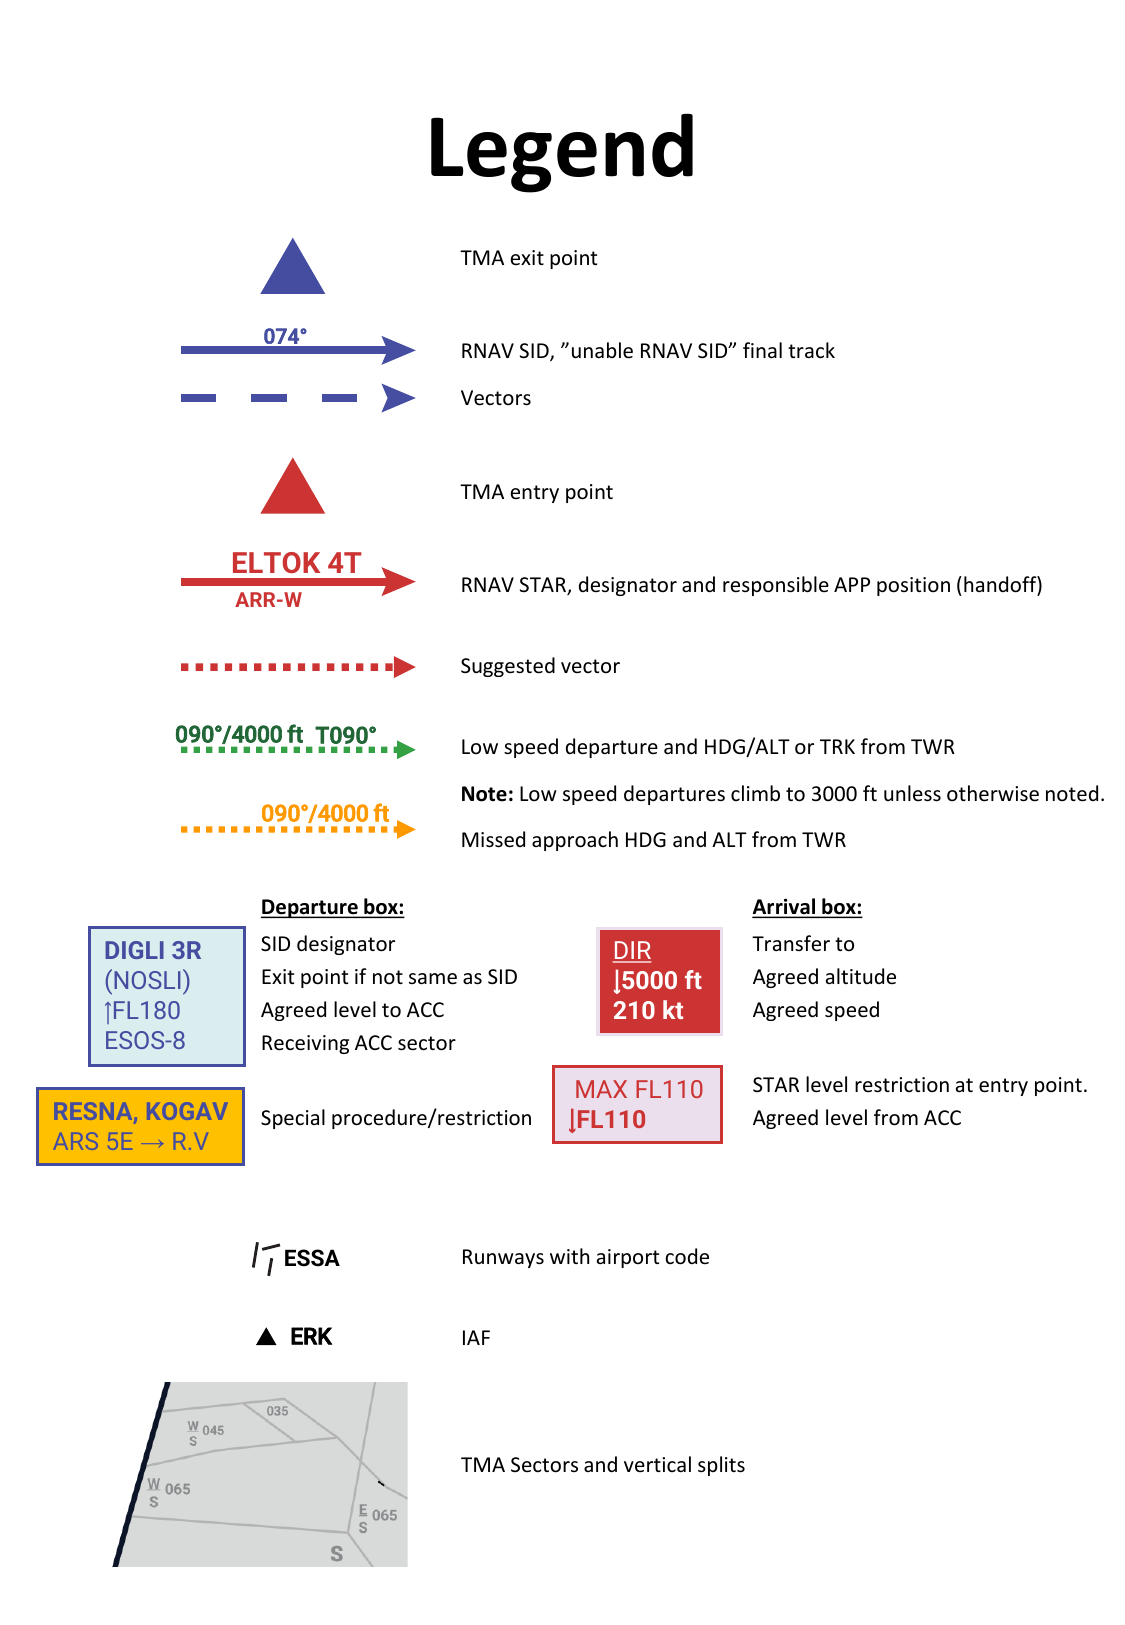 Legend
TMA exit point
074°
RNAV SID, ”unable RNAV SID” final track
Vectors
TMA entry point
ELTOK 4T
ARR-W
RNAV STAR, designator and responsible APP position (handoff)
Suggested vector
090°/4000 ft T090°
Low speed departure and HDG/ALT or TRK from TWR
Note: Low speed departures climb to 3000 ft unless otherwise noted.
090°/4000 ft
Missed approach HDG and ALT from TWR
Departure box:
DIGLI 3R
(NOSLI)
↑FL180
ESOS-8
SID designator
Exit point if not same as SID
Agreed level to ACC
Receiving ACC sector
RESNA, KOGAV
ARS 5E → R.V
Special procedure/restriction
Arrival box:
DIR
↓5000 ft
210 kt
Transfer to
Agreed altitude
Agreed speed
MAX FL110
↓FL110
STAR level restriction at entry point.
Agreed level from ACC
ESSA
Runways with airport code
ERK
IAF
035
W
S
045
W
S
065
E
S
065
S
TMA Sectors and vertical splits